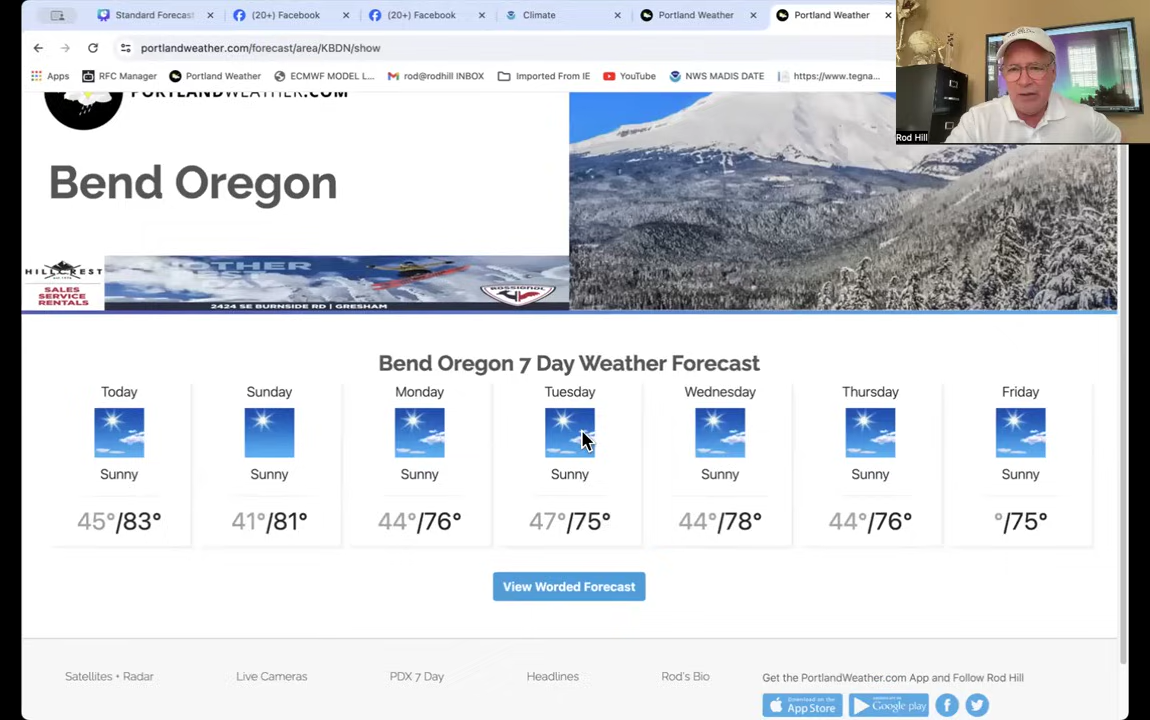 Standard Forecast
(20+) Facebook
(20+) Facebook
Climate
Portland Weather
Portland Weather
portlandweather.com/forecast/area/KBDN/show
Apps
RFC Manager
Portland Weather
ECMWF MODEL L...
rod@rodhill INBOX
Imported From IE
YouTube
NWS MADIS DATE
https://www.tegna...
Rod Hill
PORTLANDWEATHER.COM
Bend Oregon
HILLCREST
SALES
SERVICE
RENTALS
2424 SE BURNSIDE RD | GRESHAM
ROSSIGNOL
Bend Oregon 7 Day Weather Forecast
Today Sunday Monday Tuesday Wednesday Thursday Friday
Sunny Sunny Sunny Sunny Sunny Sunny Sunny
45°/83° 41°/81° 44°/76° 47°/75° 44°/78° 44°/76° °/75°
View Worded Forecast
Satellites + Radar
Live Cameras
PDX 7 Day
Headlines
Rod's Bio
Get the PortlandWeather.com App and Follow Rod Hill
Download on the
App Store
Google play